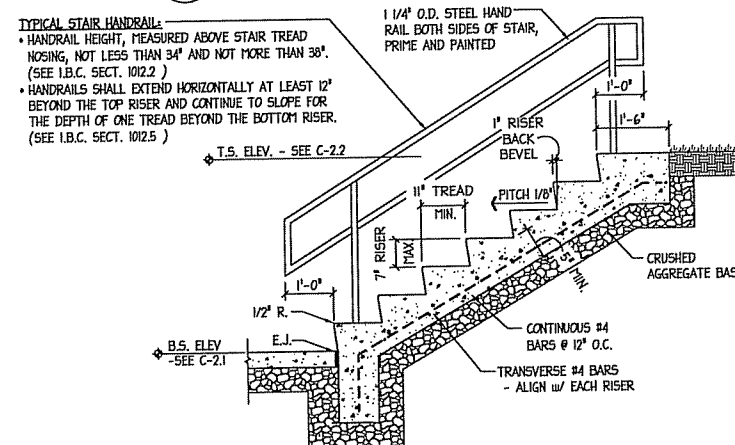 TYPICAL STAIR HANDRAIL:
• HANDRAIL HEIGHT, MEASURED ABOVE STAIR TREAD
NOSING, NOT LESS THAN 34" AND NOT MORE THAN 38".
(SEE I.B.C. SECT. 1012.2 )
• HANDRAILS SHALL EXTEND HORIZONTALLY AT LEAST 12"
BEYOND THE TOP RISER AND CONTINUE TO SLOPE FOR
THE DEPTH OF ONE TREAD BEYOND THE BOTTOM RISER.
(SEE I.B.C. SECT. 1012.5 )
1 1/4" O.D. STEEL HAND
RAIL BOTH SIDES OF STAIR,
PRIME AND PAINTED
1'-0"
1'-6"
1" RISER
BACK
BEVEL
T.S. ELEV. - SEE C-2.2
11" TREAD
MIN.
PITCH 1/8"
7" RISER
MAX.
5" MIN.
CRUSHED
AGGREGATE BAS
1'-0"
1/2" R.
E.J.
B.S. ELEV
-SEE C-2.1
CONTINUOUS #4
BARS @ 12" O.C.
TRANSVERSE #4 BARS
- ALIGN w/ EACH RISER